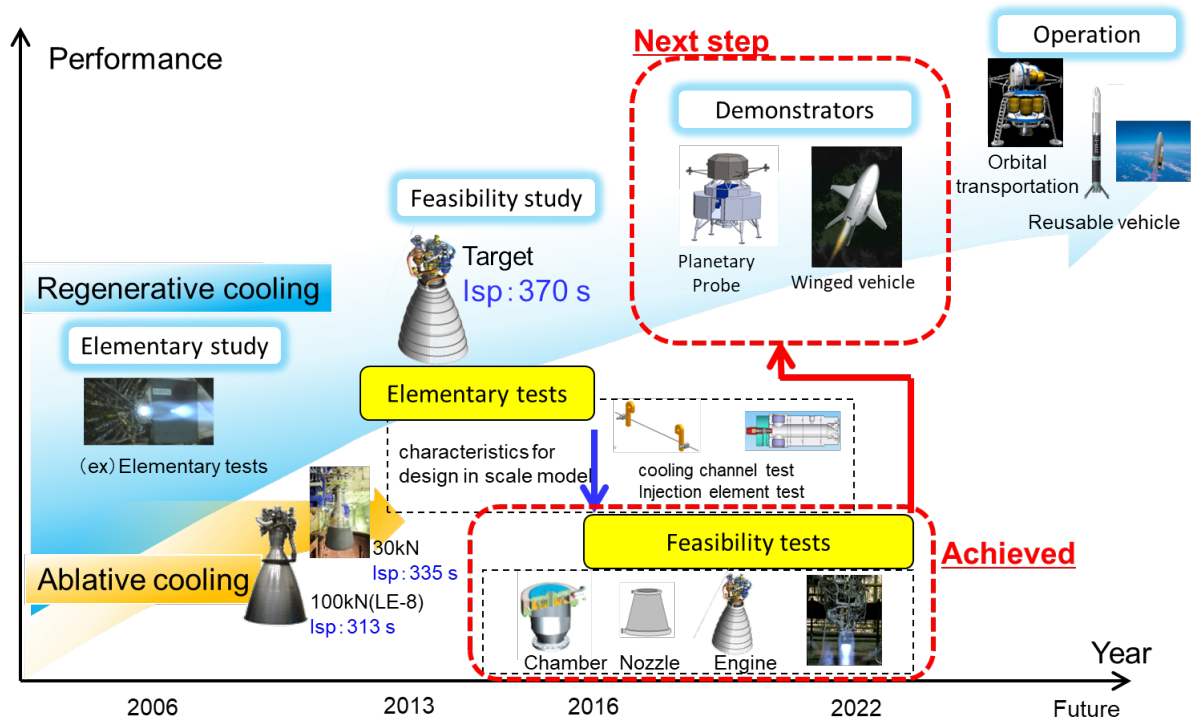 Performance
Next step
Operation
Demonstrators
Orbital
transportation
Reusable vehicle
Planetary
Probe
Winged vehicle
Feasibility study
Target
Isp : 370 s
Regenerative cooling
Elementary study
（ex）Elementary tests
Elementary tests
characteristics for
design in scale model
cooling channel test
Injection element test
Ablative cooling
30kN
Isp : 335 s
100kN(LE-8)
Isp : 313 s
Feasibility tests
Achieved
Chamber
Nozzle
Engine
Year
2006
2013
2016
2022
Future